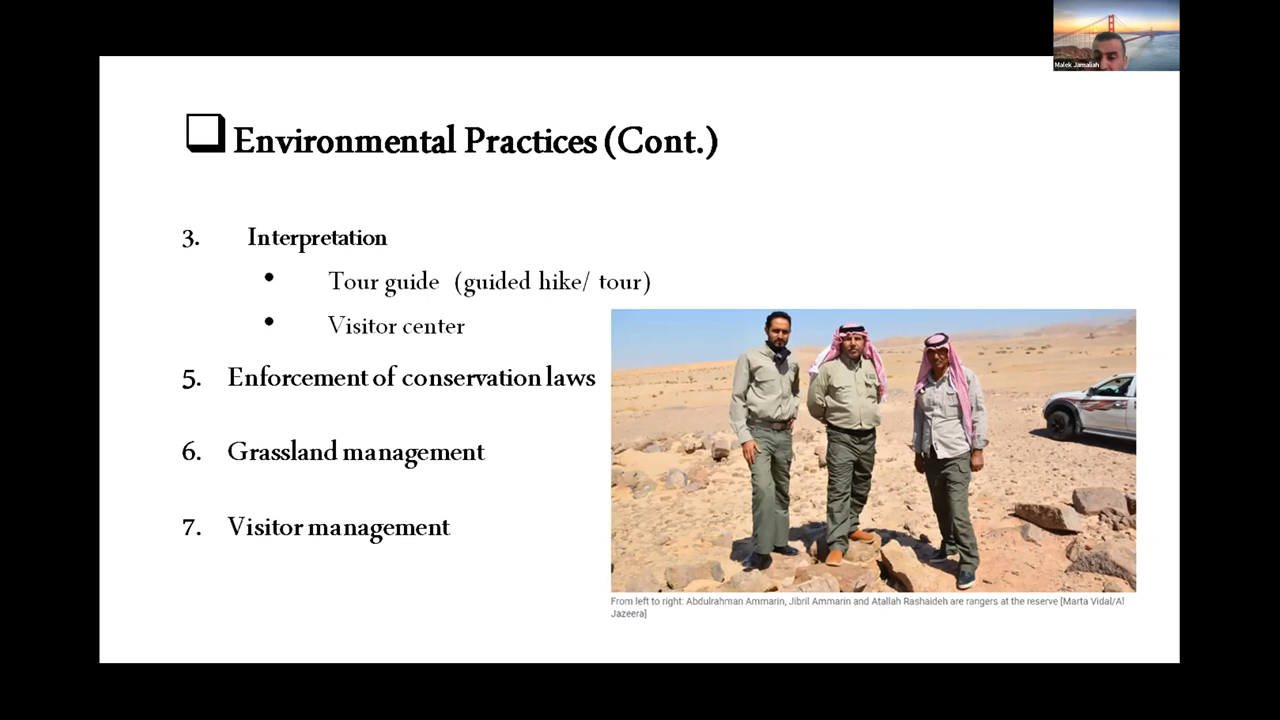 Malek Jamaliah
Environmental Practices (Cont.)
3. Interpretation
• Tour guide (guided hike/ tour)
• Visitor center
5. Enforcement of conservation laws
6. Grassland management
7. Visitor management
From left to right: Abdulrahman Ammarin, Jibril Ammarin and Atallah Rashaideh are rangers at the reserve [Marta Vidal/Al
Jazeera]